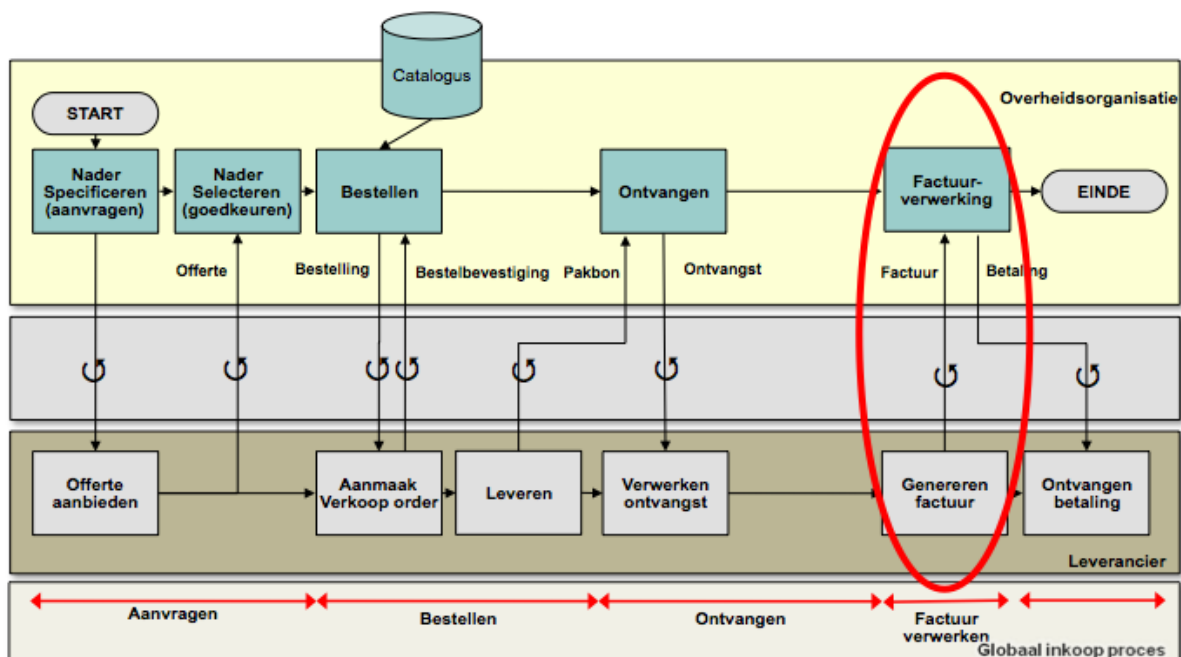 Catalogus
Overheidsorganisatie
START
Nader
Specificeren
(aanvragen)
Nader
Selecteren
(goedkeuren)
Bestellen
Ontvangen
Factuur-
verwerking
EINDE
Offerte
Bestelling
Bestelbevestiging
Pakbon
Ontvangst
Factuur
Betaling
Offerte
aanbieden
Aanmaak
Verkoop order
Leveren
Verwerken
ontvangst
Genereren
factuur
Ontvangen
betaling
Leverancier
Aanvragen
Bestellen
Ontvangen
Factuur
verwerken
Globaal inkoop proces